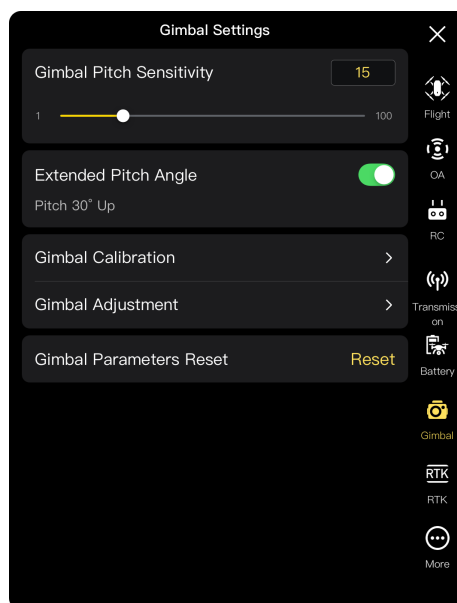 Gimbal Settings
Gimbal Pitch Sensitivity
15
1
100
Extended Pitch Angle
Pitch 30° Up
Gimbal Calibration
Gimbal Adjustment
Gimbal Parameters Reset
Reset
Flight
OA
RC
Transmissi
on
Battery
Gimbal
RTK
RTK
More